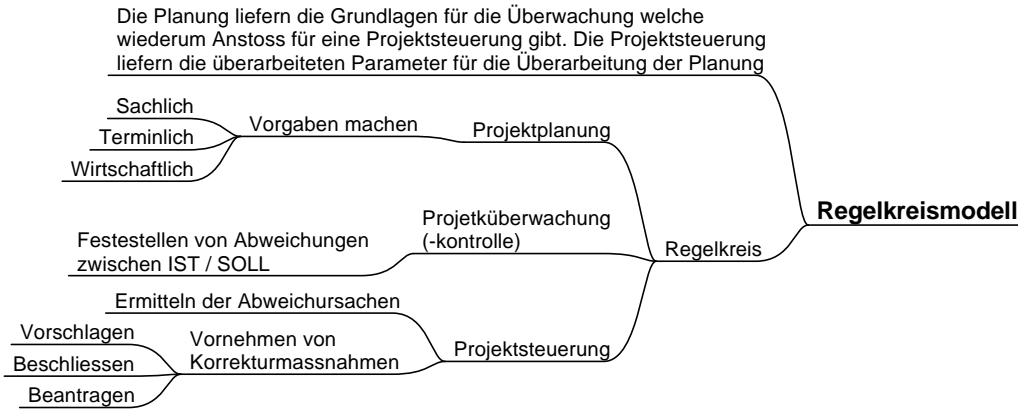 Die Planung liefern die Grundlagen für die Überwachung welche
wiederum Anstoss für eine Projektsteuerung gibt. Die Projektsteuerung
liefern die überarbeiteten Parameter für die Überarbeitung der Planung
Sachlich
Terminlich
Wirtschaftlich
Vorgaben machen
Projektplanung
Festestellen von Abweichungen
zwischen IST / SOLL
Projetküberwachung
(-kontrolle)
Ermitteln der Abweichursachen
Vorschlagen
Beschliessen
Beantragen
Vornehmen von
Korrekturmassnahmen
Projektsteuerung
Regelkreis
Regelkreismodell